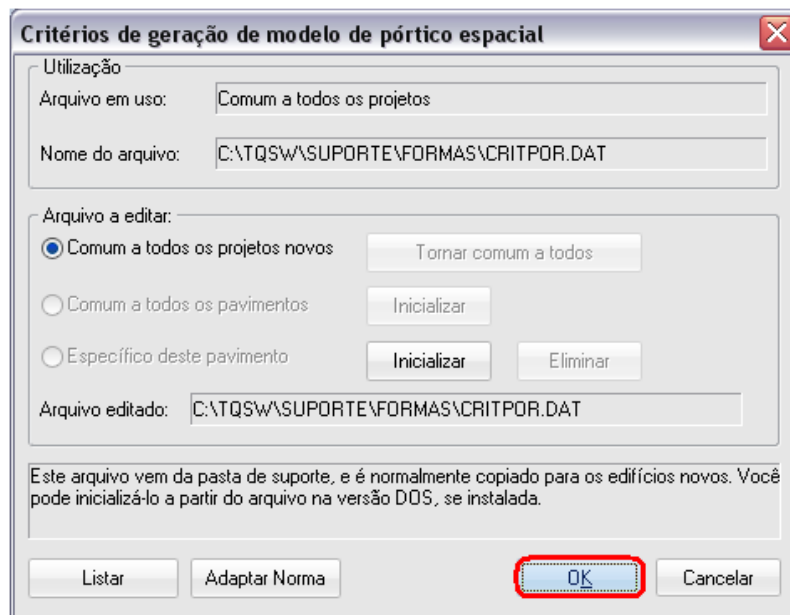 Critérios de geração de modelo de pórtico espacial
Utilização
Arquivo em uso: Comum a todos os projetos
Nome do arquivo: C:\TQSW\SUPORTE\FORMAS\CRITPOR.DAT
Arquivo a editar:
Comum a todos os projetos novos Tornar comum a todos
Comum a todos os pavimentos Inicializar
Específico deste pavimento Inicializar Eliminar
Arquivo editado: C:\TQSW\SUPORTE\FORMAS\CRITPOR.DAT
Este arquivo vem da pasta de suporte, e é normalmente copiado para os edifícios novos. Você
pode inicializá-lo a partir do arquivo na versão DOS, se instalada.
Listar Adaptar Norma OK Cancelar